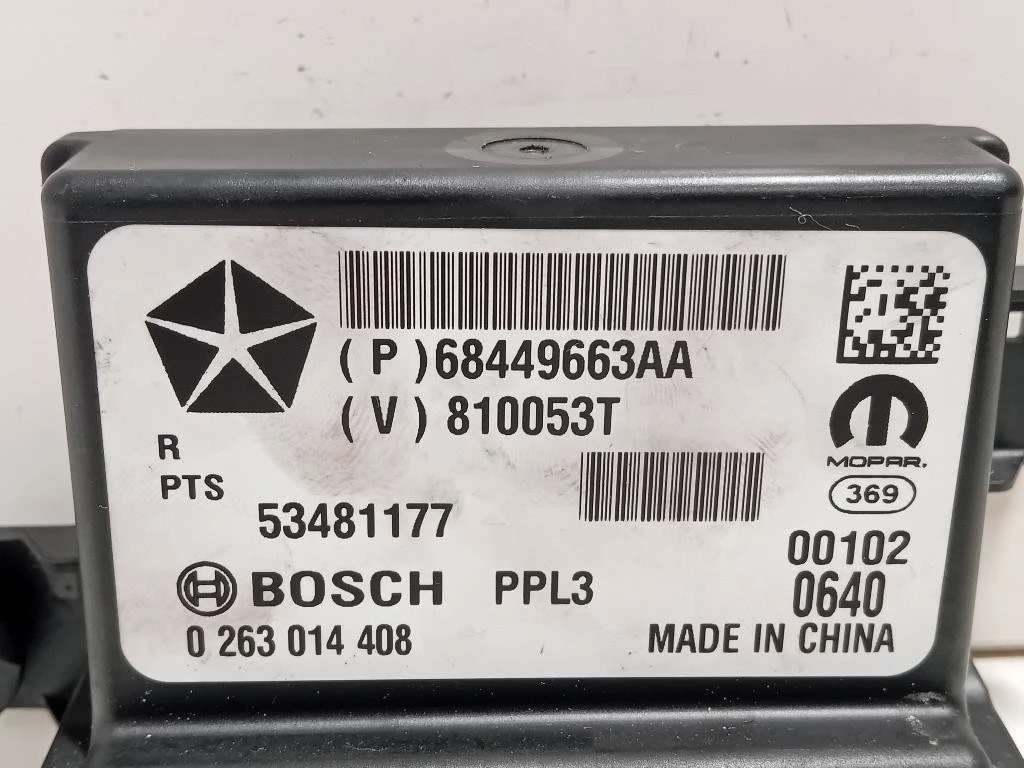 (P)68449663AA
(V)810053T
R
PTS
MOPAR.
369
53481177
00102
BOSCH PPL3
0640
0 263 014 408
MADE IN CHINA